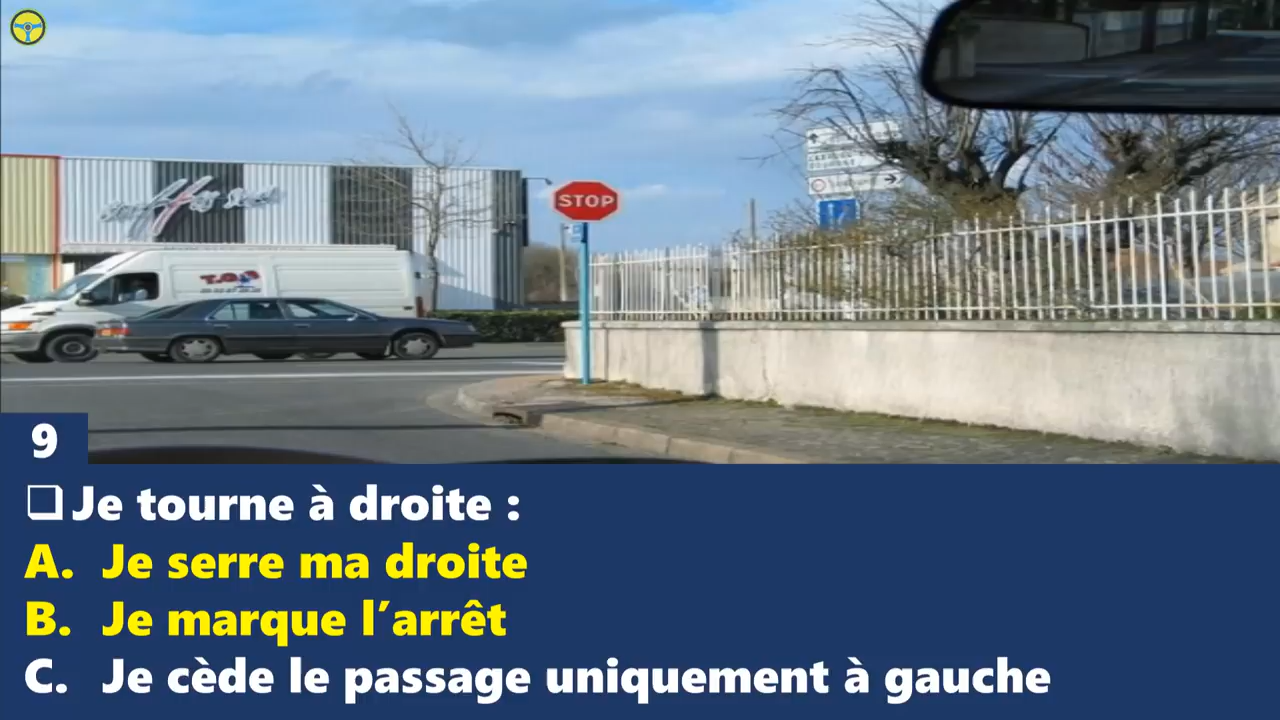 STOP
9
❑ Je tourne à droite :
A. Je serre ma droite
B. Je marque l’arrêt
C. Je cède le passage uniquement à gauche